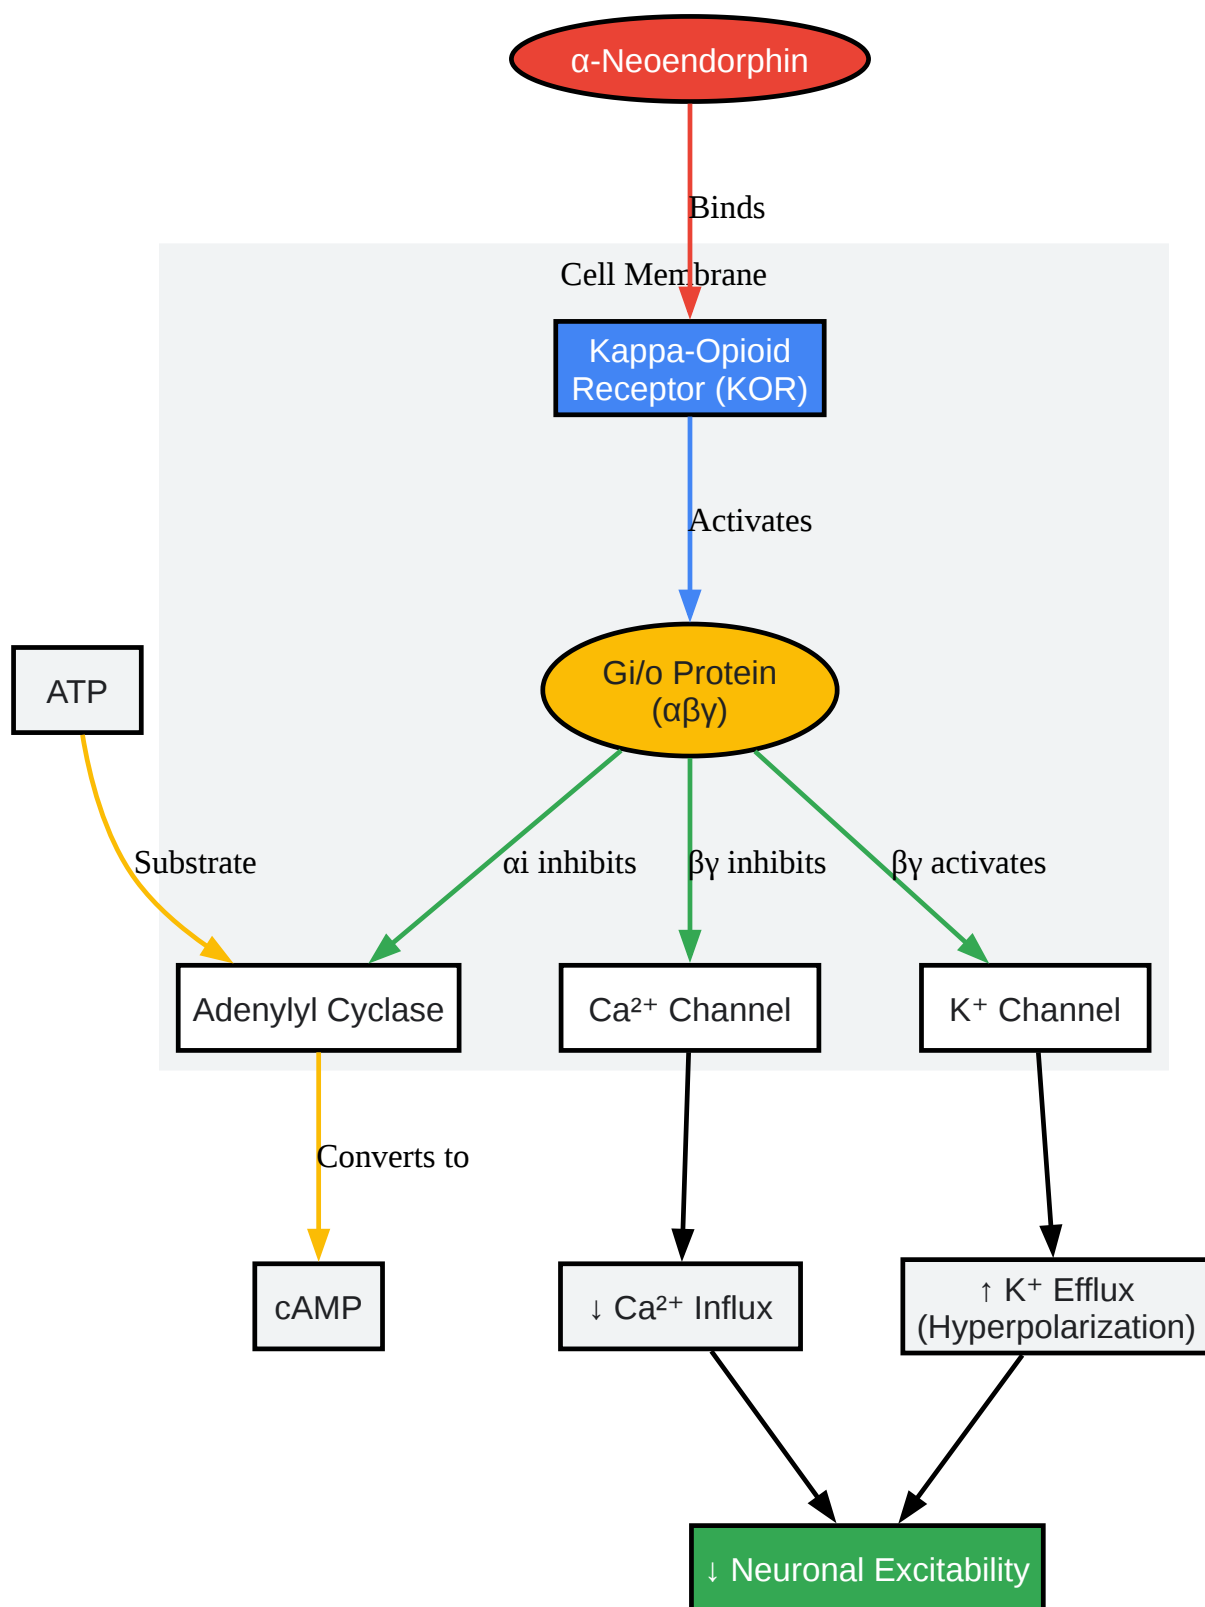 α-Neoendorphin
Binds
Cell Membrane
Kappa-Opioid
Receptor (KOR)
Activates
ATP
Gi/o Protein
(αβγ)
Substrate
αi inhibits
βγ inhibits
βγ activates
Adenylyl Cyclase
Ca²⁺ Channel
K⁺ Channel
Converts to
cAMP
↓ Ca²⁺ Influx
↑ K⁺ Efflux
(Hyperpolarization)
↓ Neuronal Excitability